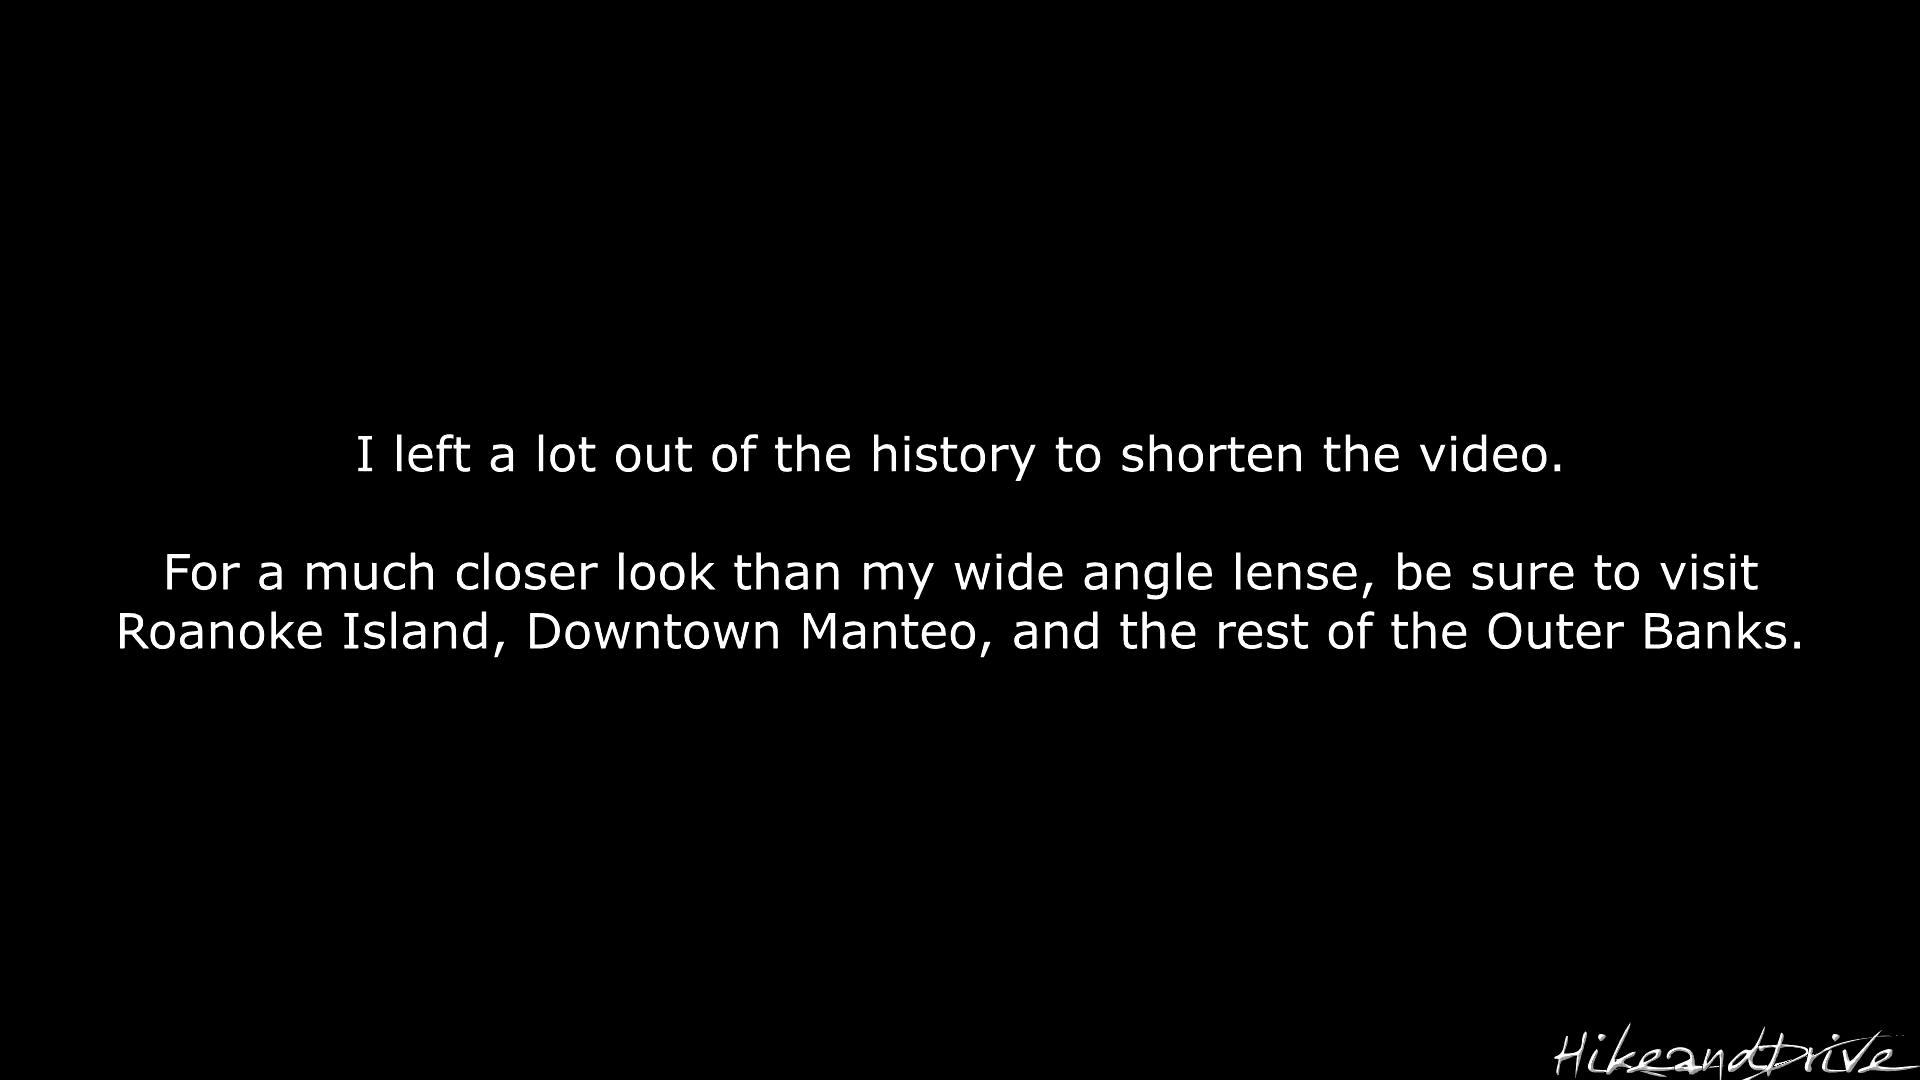 I left a lot out of the history to shorten the video.
For a much closer look than my wide angle lense, be sure to visit
Roanoke Island, Downtown Manteo, and the rest of the Outer Banks.
HikeandDrive